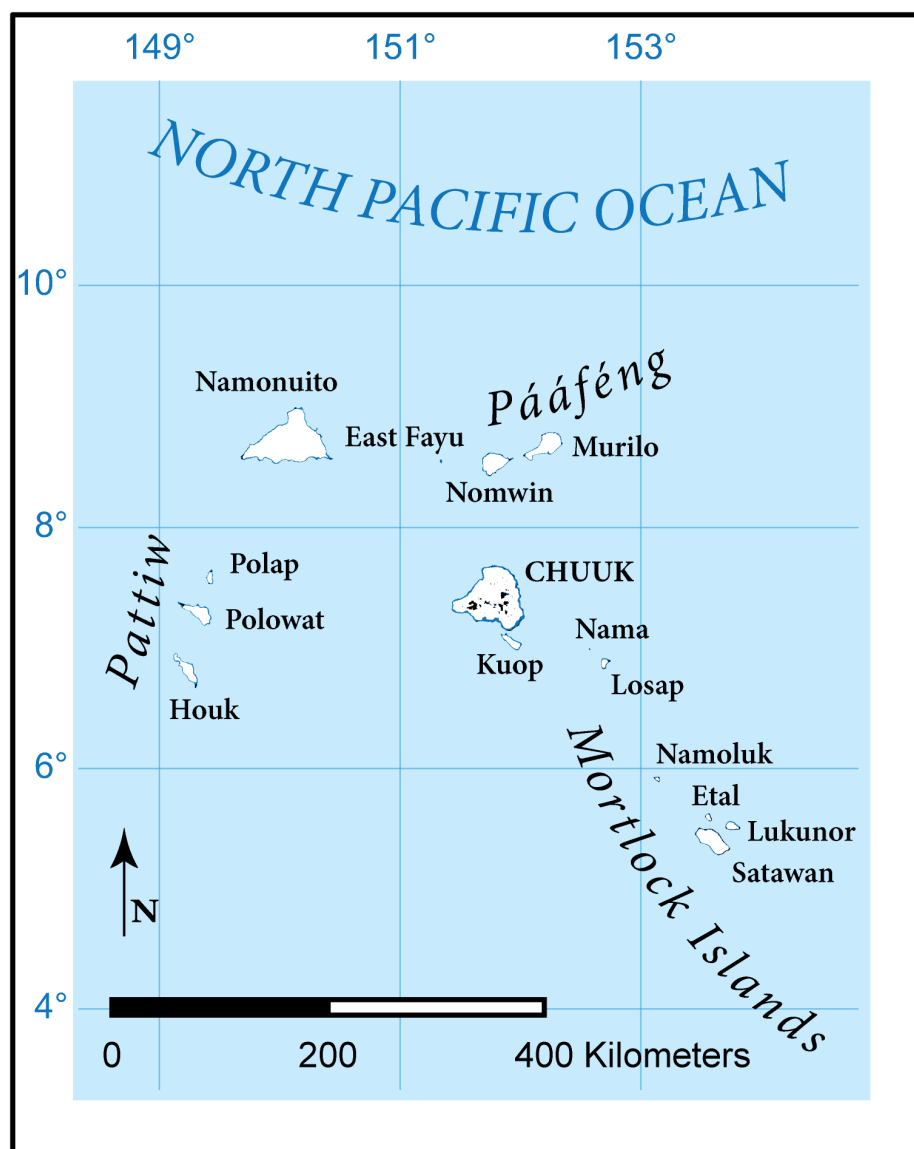 149° 151° 153°
NORTH PACIFIC OCEAN
10°
Pááféng
Namonuito
East Fayu
Murilo
Nomwin
8°
Pattiw
Polap
CHUUK
Polowat
Nama
Kuop
Losap
Houk
Mortlock Islands
6°
Namoluk
Etal
Lukunor
Satawan
N
4°
0 200 400 Kilometers